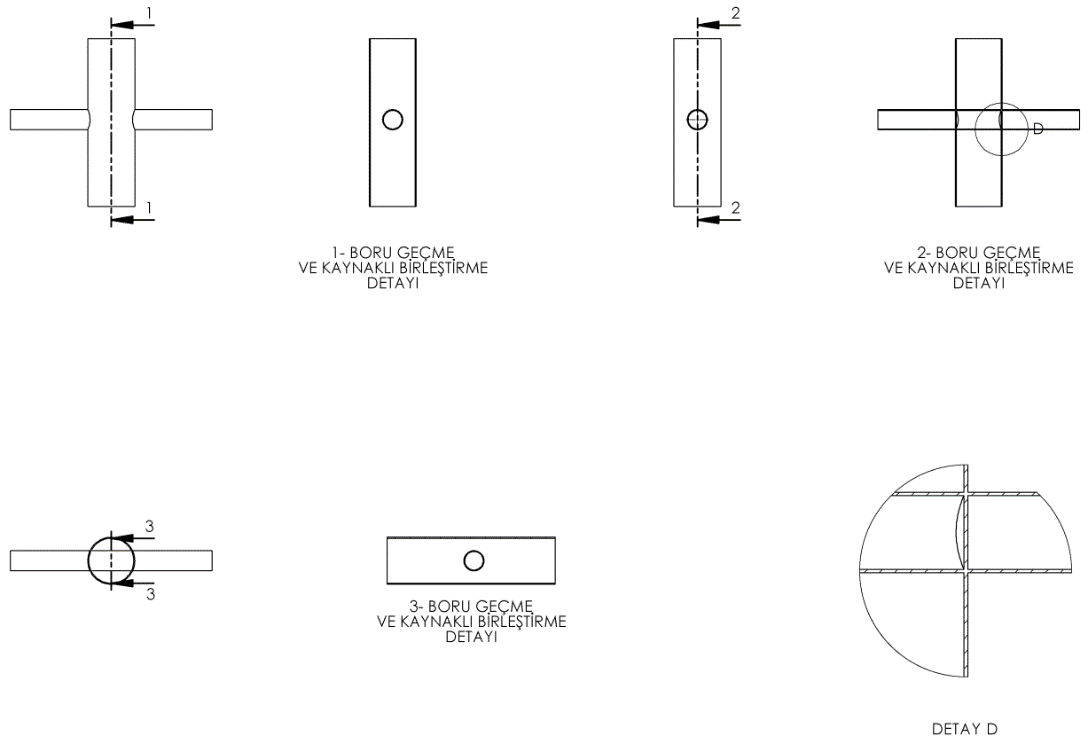 1
1
1- BORU GEÇME
VE KAYNAKLI BİRLEŞTİRME
DETAYI
2
2
D
2- BORU GEÇME
VE KAYNAKLI BİRLEŞTİRME
DETAYI
3
3
3- BORU GEÇME
VE KAYNAKLI BİRLEŞTİRME
DETAYI
DETAY D